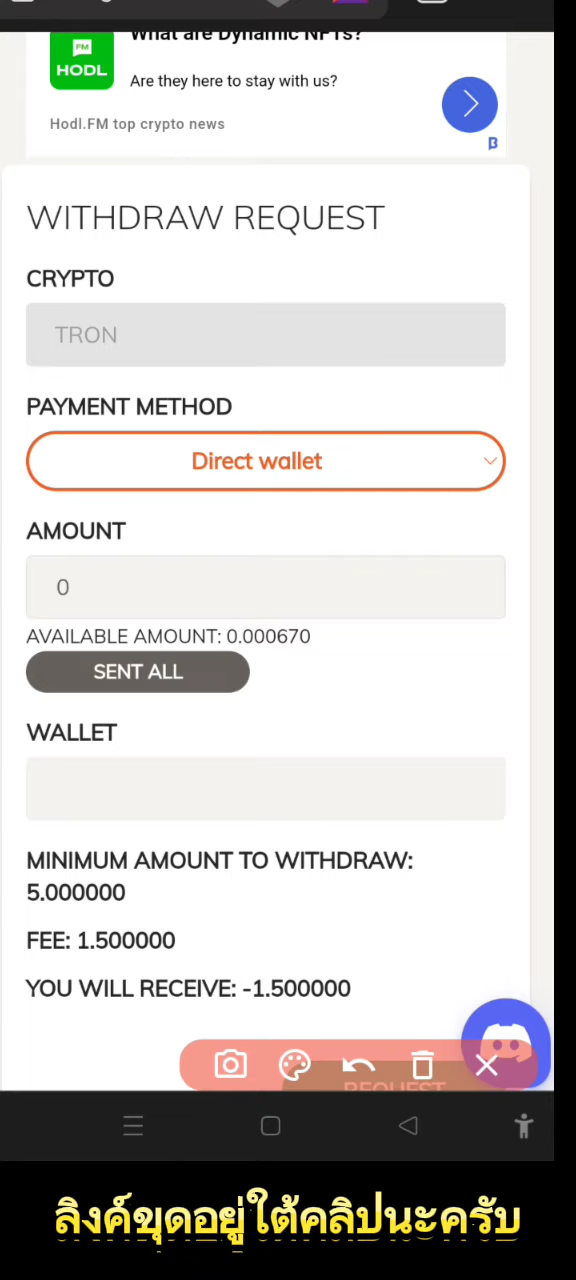 What are Dynamic NFTs?
FM
HODL
Are they here to stay with us?
Hodl.FM top crypto news
WITHDRAW REQUEST
CRYPTO
TRON
PAYMENT METHOD
Direct wallet
AMOUNT
0
AVAILABLE AMOUNT: 0.000670
SENT ALL
WALLET
MINIMUM AMOUNT TO WITHDRAW:
5.000000
FEE: 1.500000
YOU WILL RECEIVE: -1.500000
REQUEST
ลิงค์ขุดอยู่ใต้คลิปนะครับ